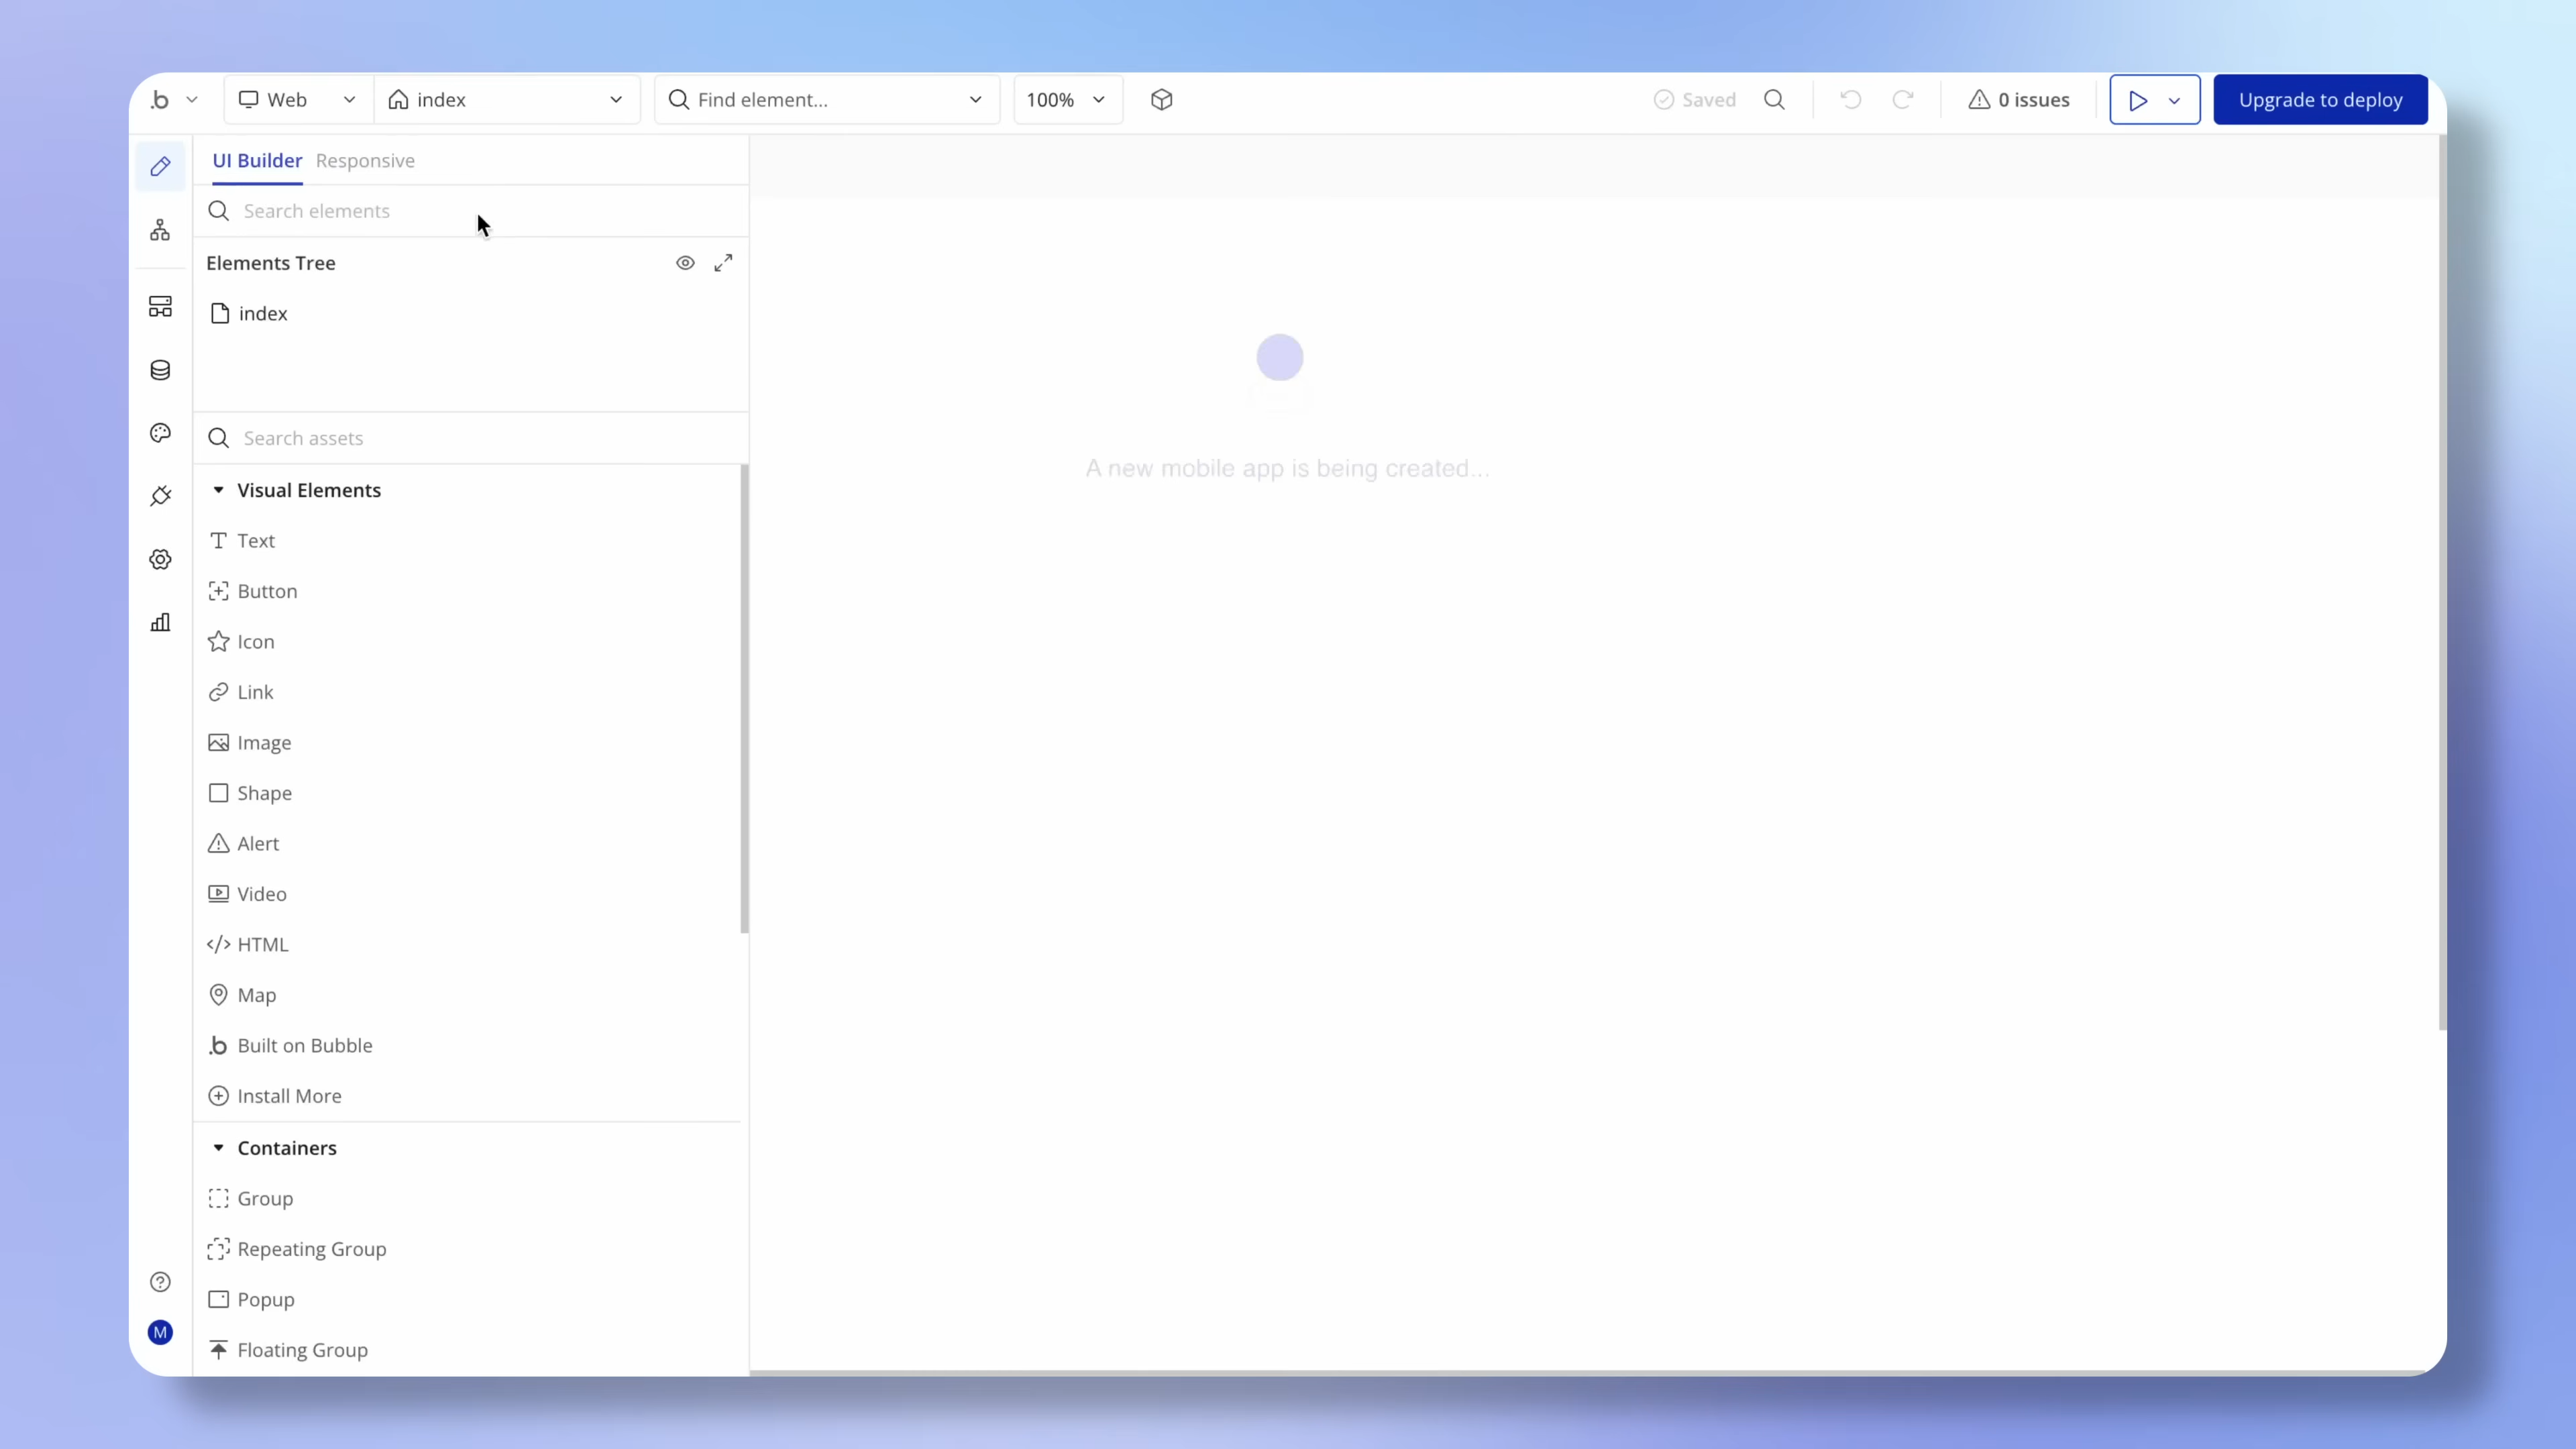 .b Web index Find element... 100% Saved 0 issues Upgrade to deploy
UI Builder Responsive
Search elements
Elements Tree
index
Search assets
Visual Elements
Text
Button
Icon
Link
Image
Shape
Alert
Video
HTML
Map
.b Built on Bubble
Install More
Containers
Group
Repeating Group
Popup
Floating Group
M
A new mobile app is being created...